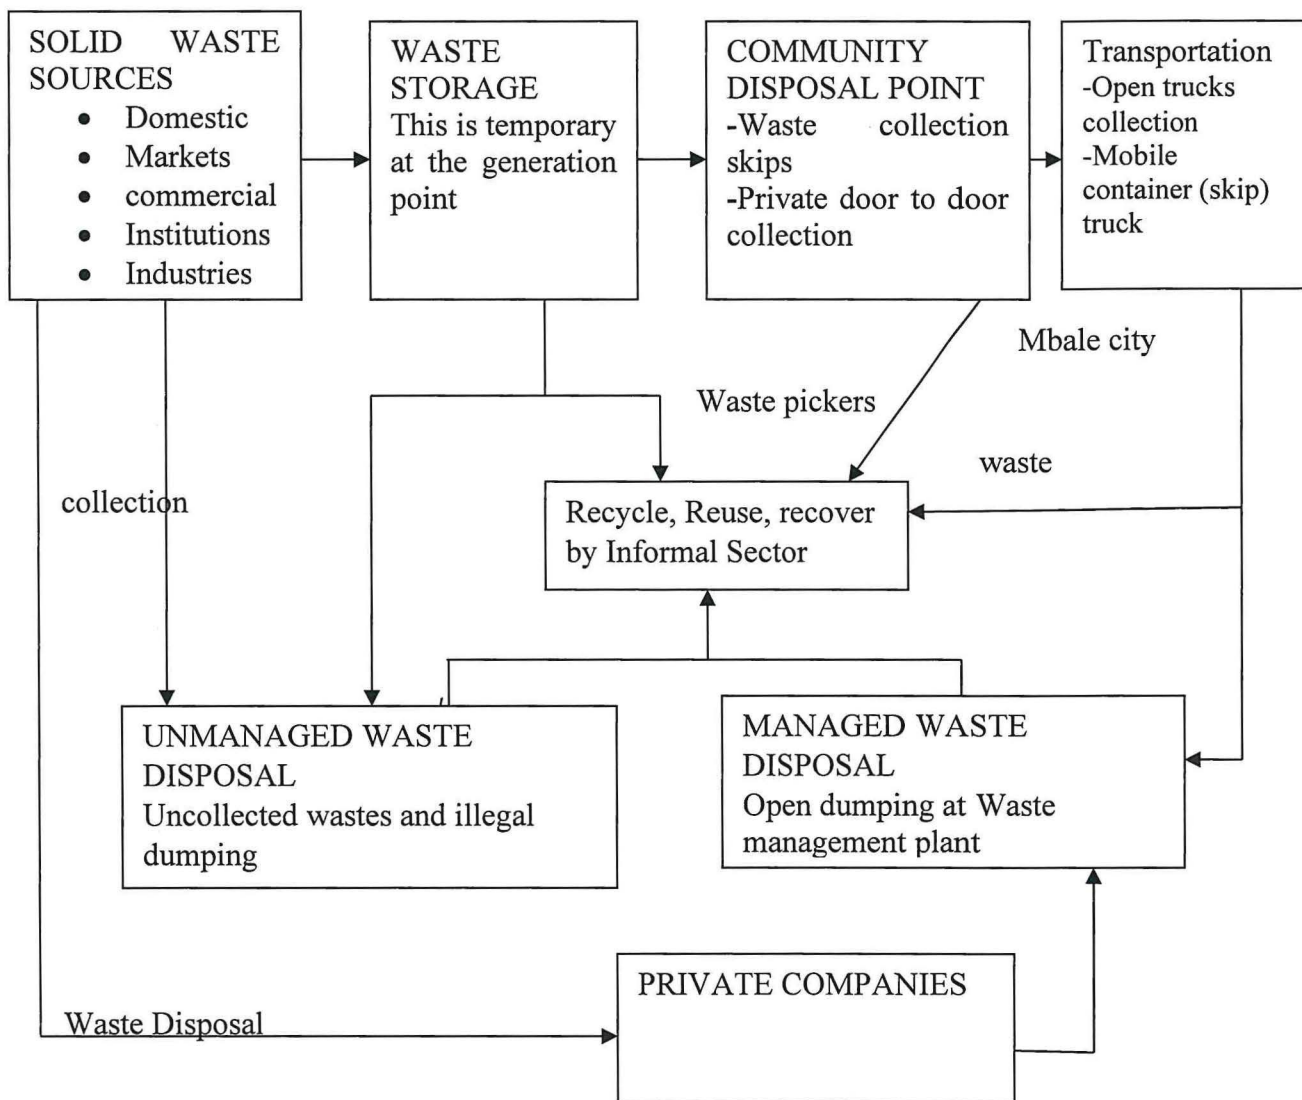 SOLID WASTE
SOURCES
• Domestic
• Markets
• commercial
• Institutions
• Industries
WASTE
STORAGE
This is temporary
at the generation
point
COMMUNITY
DISPOSAL POINT
-Waste collection
skips
-Private door to door
collection
Transportation
-Open trucks
collection
-Mobile
container (skip)
truck
Mbale city
Waste pickers
waste
collection
Recycle, Reuse, recover
by Informal Sector
UNMANAGED WASTE
DISPOSAL
Uncollected wastes and illegal
dumping
MANAGED WASTE
DISPOSAL
Open dumping at Waste
management plant
PRIVATE COMPANIES
Waste Disposal